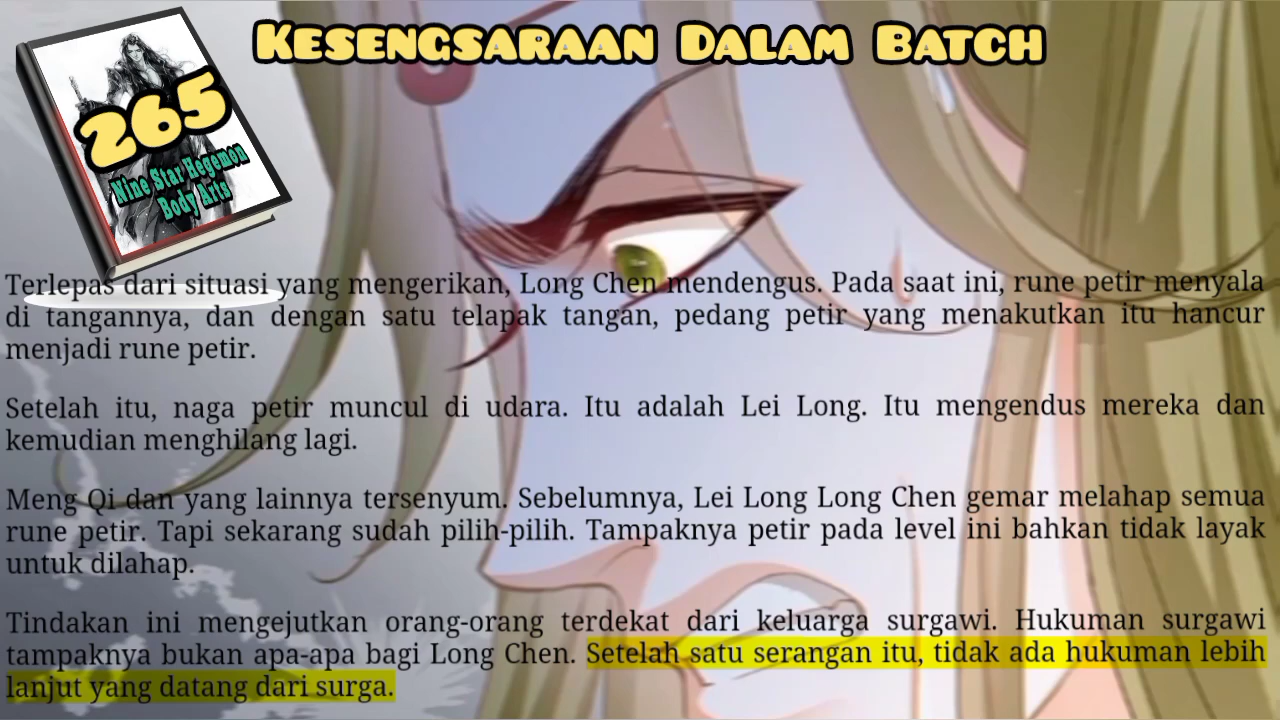 Kesengsaraan Dalam Batch
265
Nine Star Hegemon
Body Arts
Terlepas dari situasi yang mengerikan, Long Chen mendengus. Pada saat ini, rune petir menyala
di tangannya, dan dengan satu telapak tangan, pedang petir yang menakutkan itu hancur
menjadi rune petir.
Setelah itu, naga petir muncul di udara. Itu adalah Lei Long. Itu mengendus mereka dan
kemudian menghilang lagi.
Meng Qi dan yang lainnya tersenyum. Sebelumnya, Lei Long Long Chen gemar melahap semua
rune petir. Tapi sekarang sudah pilih-pilih. Tampaknya petir pada level ini bahkan tidak layak
untuk dilahap.
Tindakan ini mengejutkan orang-orang terdekat dari keluarga surgawi. Hukuman surgawi
tampaknya bukan apa-apa bagi Long Chen. Setelah satu serangan itu, tidak ada hukuman lebih
lanjut yang datang dari surga.